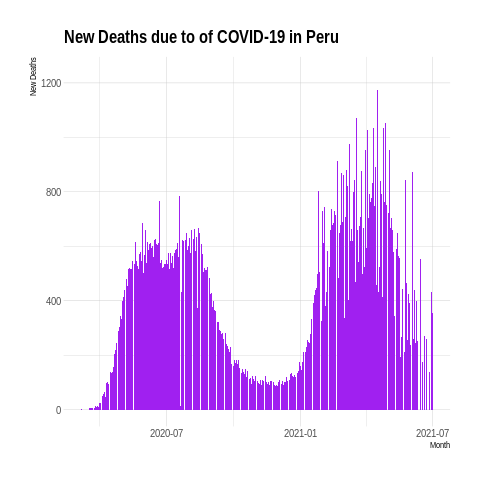 New Deaths due to of COVID-19 in Peru
New Deaths
1200
800
400
0
2020-07
2021-01
2021-07
Month